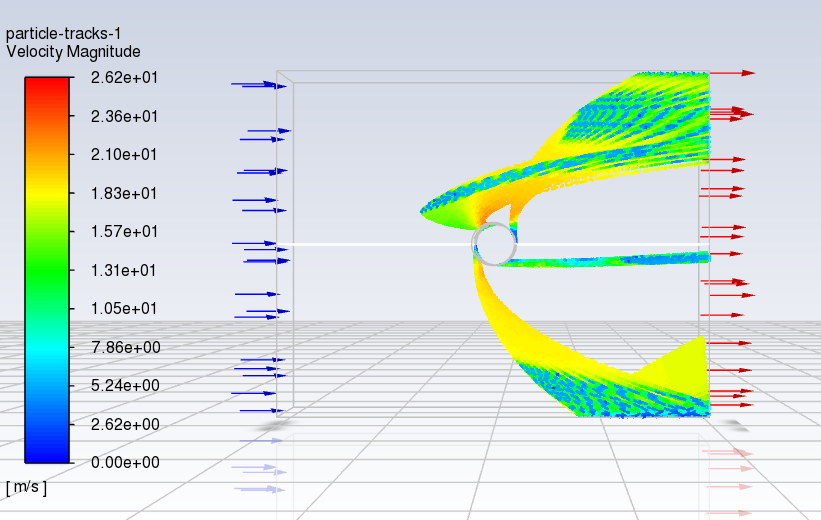 particle-tracks-1
Velocity Magnitude
2.62e+01
2.36e+01
2.10e+01
1.83e+01
1.57e+01
1.31e+01
1.05e+01
7.86e+00
5.24e+00
2.62e+00
0.00e+00
[ m/s ]